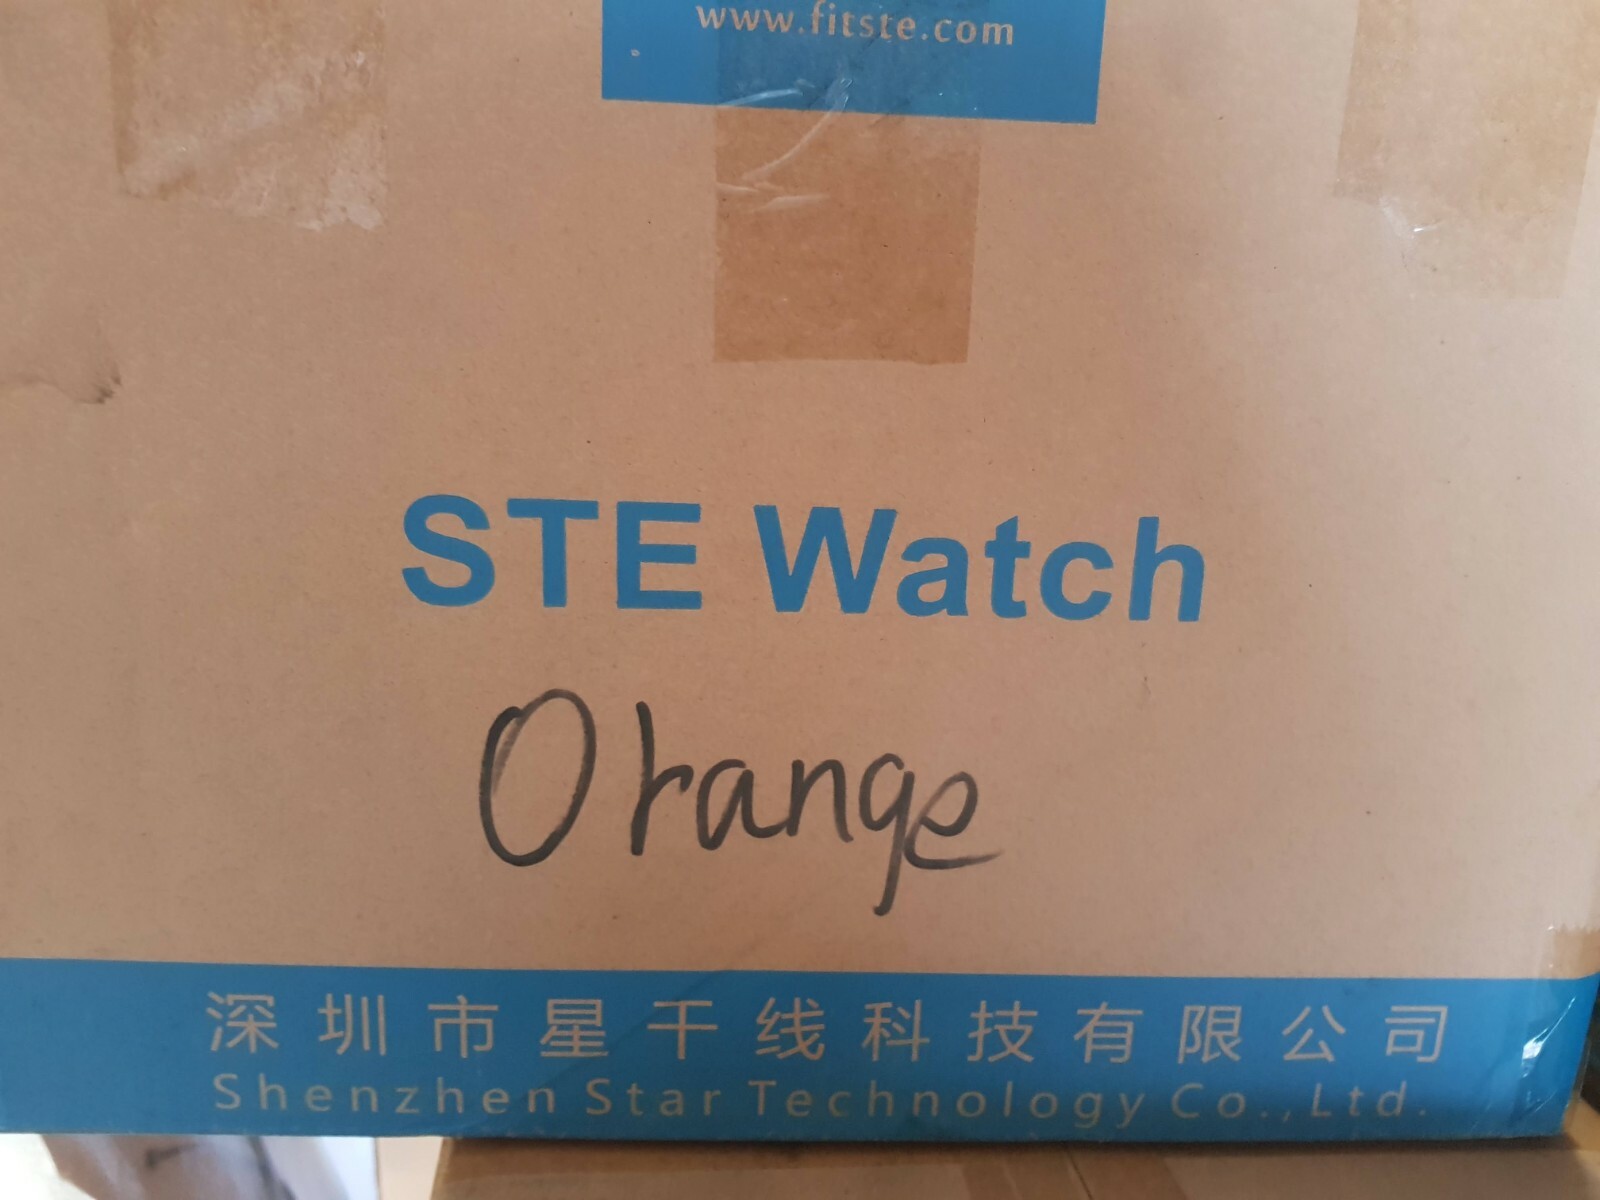 www.fitste.com
STE Watch
Orange
深圳市星千线科技有限公司
Shenzhen Star Technology Co.,Ltd.